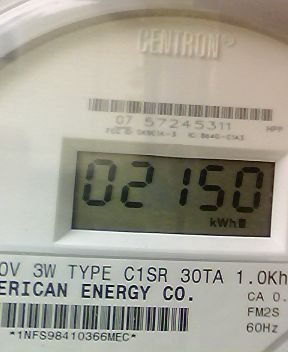 CENTRON®
07 57245311
HPP
02150
kWh
0V 3W TYPE C1SR 30TA 1.0Kh
ERICAN ENERGY CO.
CA 0.
FM2S
60Hz
*1NFS98410366MEC*